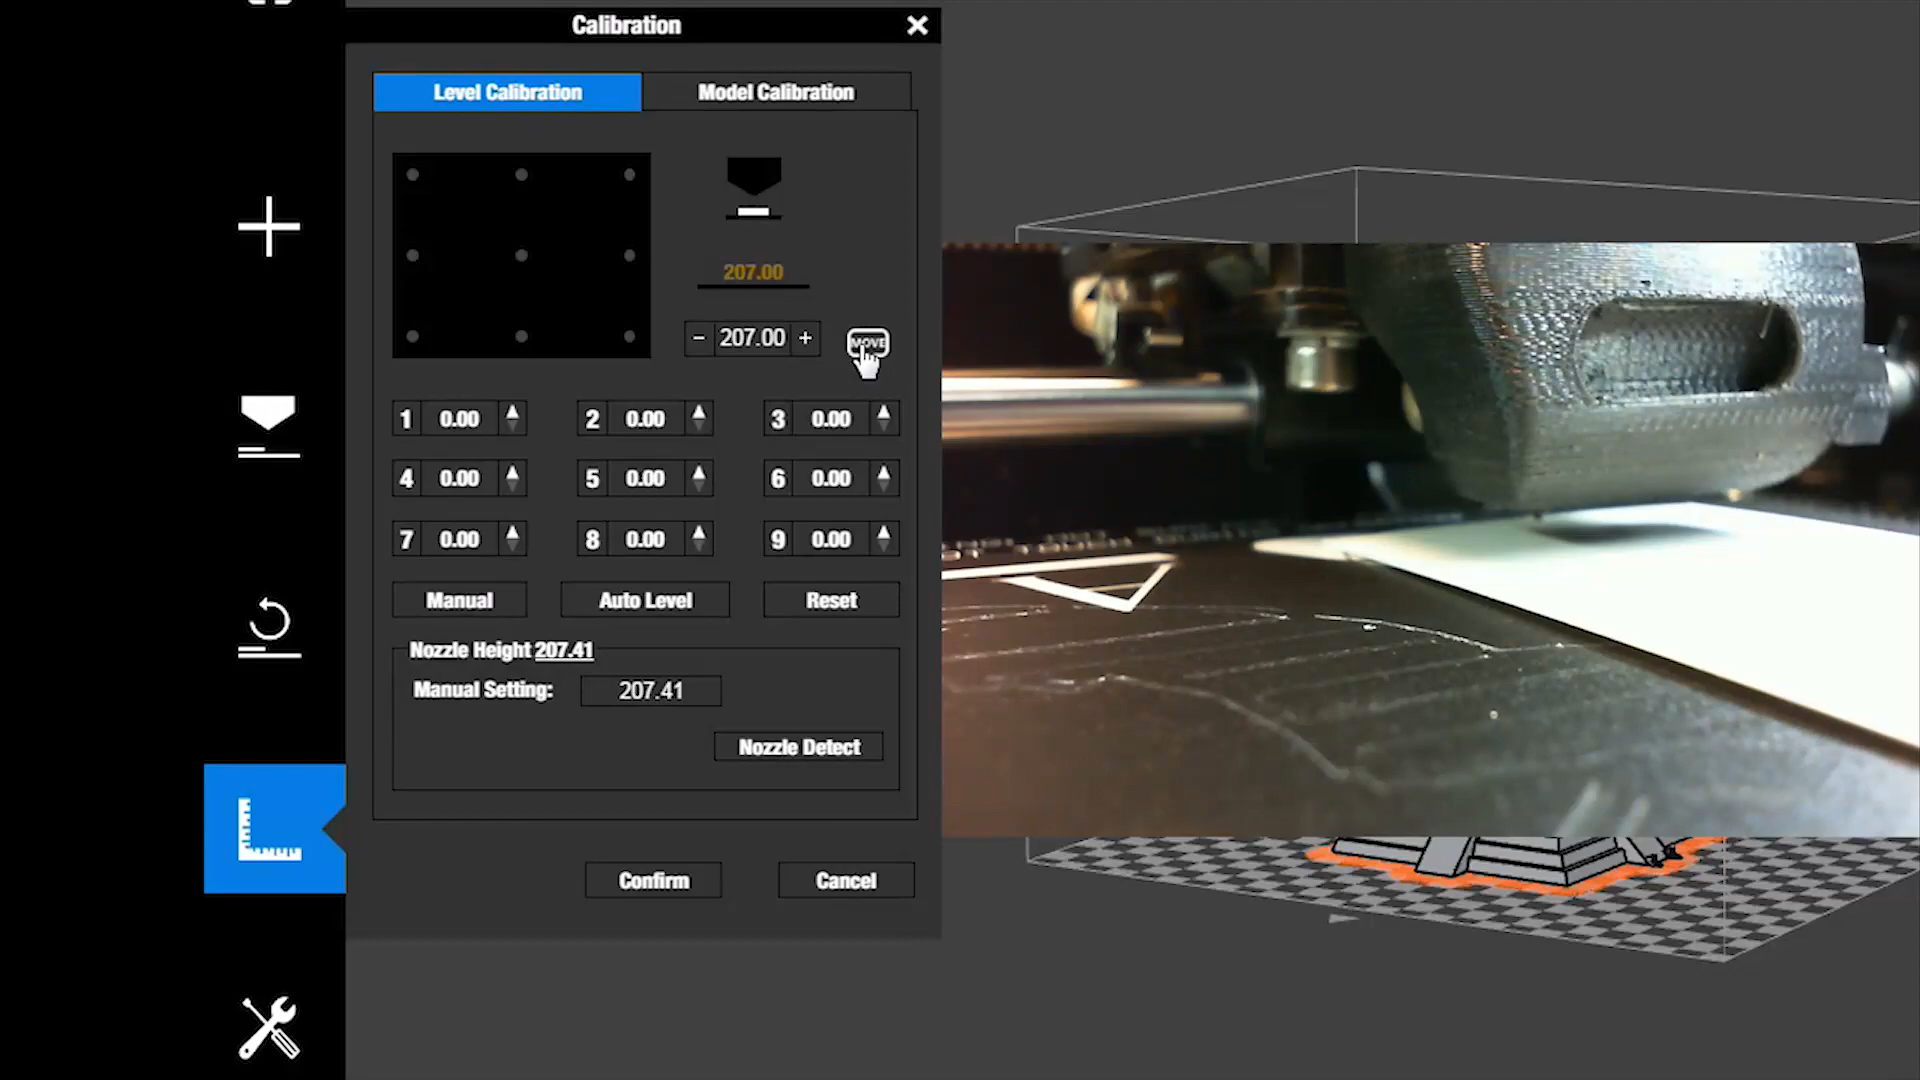 Calibration
Level Calibration
Model Calibration
207.00
- 207.00 +
MOVE
1 0.00
2 0.00
3 0.00
4 0.00
5 0.00
6 0.00
7 0.00
8 0.00
9 0.00
Manual
Auto Level
Reset
Nozzle Height 207.41
Manual Setting: 207.41
Nozzle Detect
Confirm
Cancel